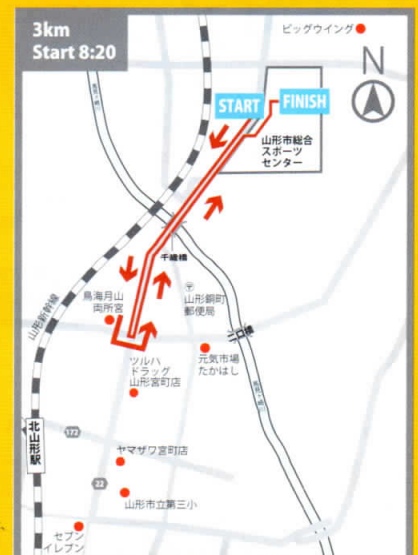 3km
Start 8:20
ビッグウイング
N
START
FINISH
山形市総合
スポーツ
センター
千歳橋
鳥海月山
両所宮
〒
山形銅町
郵便局
山形新幹線
二口橋
ツルハ
ドラッグ
山形宮町店
元気市場
たかはし
北山形駅
172
ヤマザワ宮町店
22
山形市立第三小
セブン
イレブン